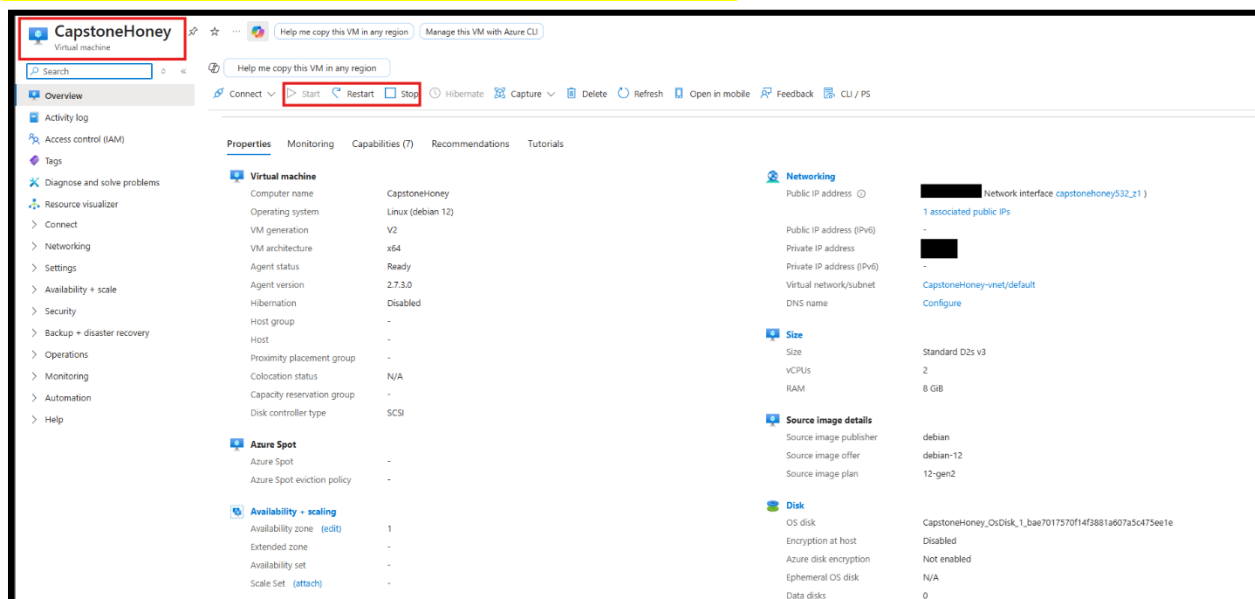 CapstoneHoney
Virtual machine
Help me copy this VM in any region
Manage this VM with Azure CLI
Search
Overview
Activity log
Access control (IAM)
Tags
Diagnose and solve problems
Resource visualizer
Connect
Networking
Settings
Availability + scale
Security
Backup + disaster recovery
Operations
Monitoring
Automation
Help
Help me copy this VM in any region
Connect Start Restart Stop Hibernate Capture Delete Refresh Open in mobile Feedback CLI / PS
Properties Monitoring Capabilities (7) Recommendations Tutorials
Virtual machine
Computer name CapstoneHoney
Operating system Linux (debian 12)
VM generation V2
VM architecture x64
Agent status Ready
Agent version 2.7.3.0
Hibernation Disabled
Host group -
Host -
Proximity placement group -
Colocation status N/A
Capacity reservation group -
Disk controller type SCSI
Azure Spot
Azure Spot -
Azure Spot eviction policy -
Availability + scaling
Availability zone (edit) 1
Extended zone -
Availability set -
Scale Set (attach) -
Networking
Public IP address Network interface capstonehoney532_z1 )
1 associated public IPs
Public IP address (IPv6) -
Private IP address
Private IP address (IPv6) -
Virtual network/subnet CapstoneHoney-vnet/default
DNS name Configure
Size
Size Standard D2s v3
vCPUs 2
RAM 8 GiB
Source image details
Source image publisher debian
Source image offer debian-12
Source image plan 12-gen2
Disk
OS disk CapstoneHoney_OsDisk_1_bae7017570f14f3881a607a5c475ee1e
Encryption at host Disabled
Azure disk encryption Not enabled
Ephemeral OS disk N/A
Data disks 0